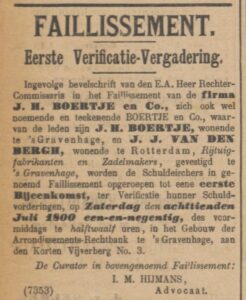 FAILLISSEMENT.
Eerste Verificatie-Vergadering.
Ingevolge bevelschrift van den E.A. Heer Rechter-
Commissaris in het Faillissement van de firma
J. H. BOERTJE en Co., zich ook wel
noemende en teekenende BOERTJE en Co., waar-
van de leden zijn J. H. BOERTJE, wonende
te 's Gravenhage, en J. J. VAN DEN
BERGH, wonende te Rotterdam, Rijtuig-
fabrikanten en Zadelmakers, gevestigd te
's Gravenhage, worden de Schuldeischers in ge-
noemd Faillissement opgeroepen tot eene eerste
Bijeenkomst, ter Verificatie hunner Schuld-
vorderingen, op Zaterdag den achttienden
Juli 1800 een-en-negentig, des voor-
middags te halftwaalf uren, in het Gebouw der
Arrondissements-Rechtbank te 's Gravenhage, aan
den Korten Vijverberg No. 3.
De Curator in bovengenoemd Faillissement:
I. M. HIJMANS,
(7353) Advocaat.